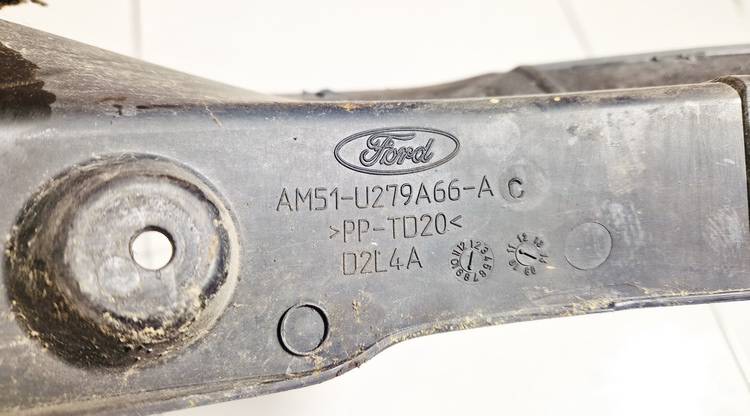 Ford
AM51-U279A66-A C
>PP-TD20<
D2L4A